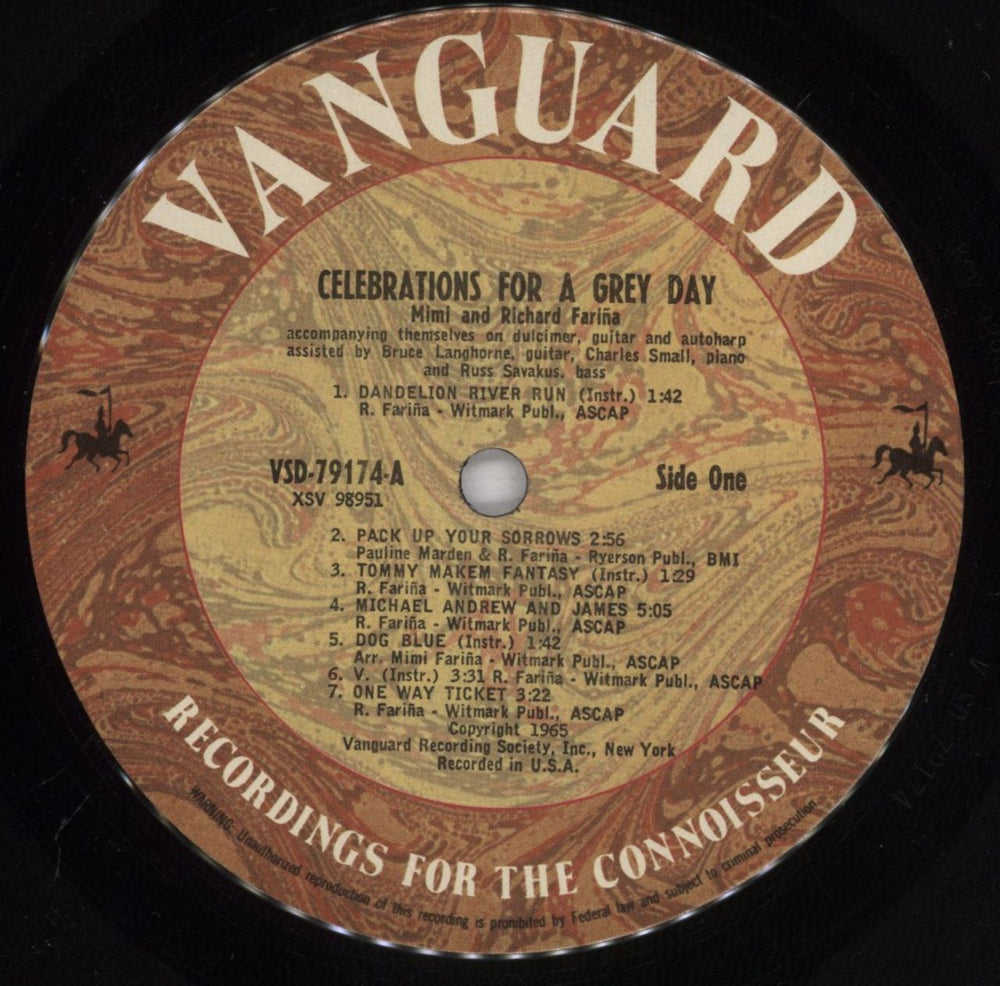 VANGUARD
CELEBRATIONS FOR A GREY DAY
Mimi and Richard Fariña
accompanying themselves on dulcimer, guitar and autoharp
assisted by Bruce Langhorne, guitar, Charles Small, piano
and Russ Savakus. bass
1. DANDELION RIVER RUN (Instr.) 1:42
R. Fariña - Witmark Publ., ASCAP
VSD-79174-A
XSV 98951
Side One
2. PACK UP YOUR SORROWS 2:56
Pauline Marden & R. Fariña - Ryerson Publ., BMI
3. TOMMY MAKEM FANTASY (Instr.) 1:29
R. Fariña - Witmark Publ., ASCAP
4. MICHAEL ANDREW AND JAMES 5:05
R. Fariña - Witmark Publ., ASCAP
5. DOG BLUE (Instr.) 1:42
Arr. Mimi Fariña - Witmark Publ., ASCAP
6. V. (Instr.) 3:31 R. Fariña - Witmark Publ., ASCAP
7. ONE WAY TICKET 3:22
R. Fariña - Witmark Publ., ASCAP
Copyright 1965
Vanguard Recording Society, Inc., New York
Recorded in U.S.A.
RECORDINGS FOR THE CONNOISSEUR
WARNING: Unauthorized reproduction of this recording is prohibited by Federal law and subject to criminal prosecution.